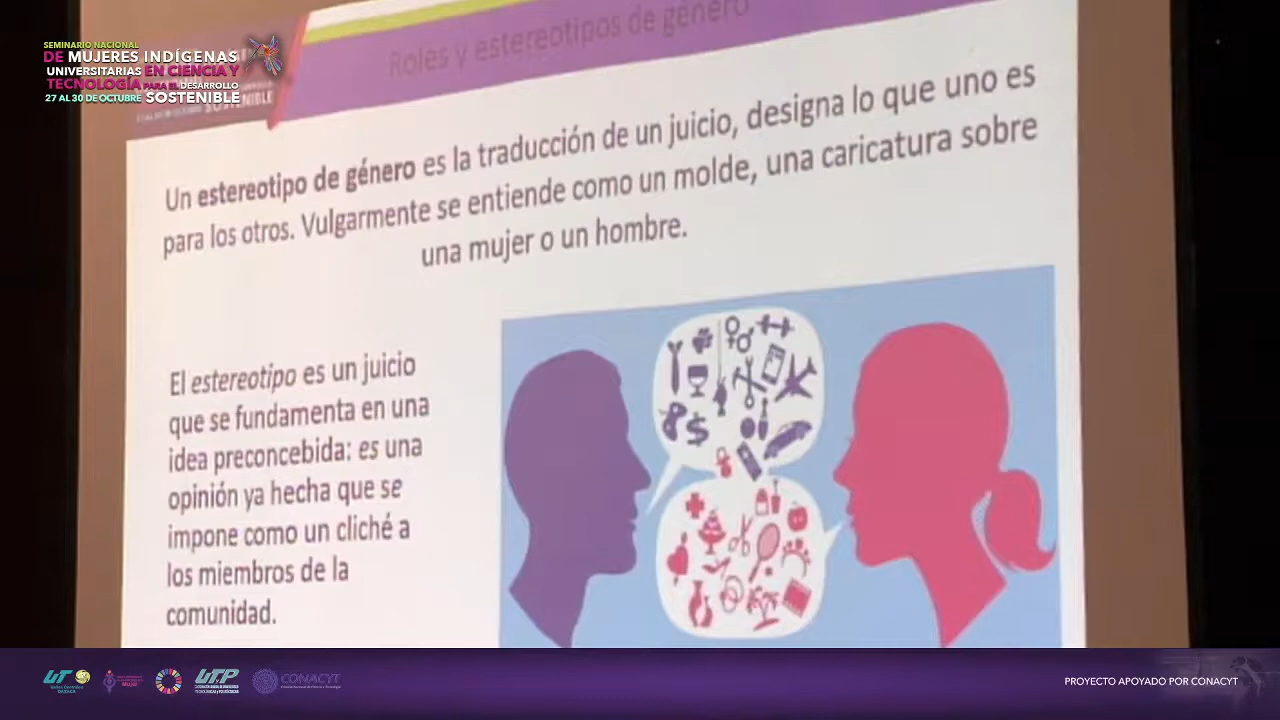 SEMINARIO NACIONAL
DE MUJERES INDÍGENAS
UNIVERSITARIAS EN CIENCIA Y
TECNOLOGÍA PARA EL DESARROLLO
27 AL 30 DE OCTUBRE SOSTENIBLE
Roles y estereotipos de género
Un estereotipo de género es la traducción de un juicio, designa lo que uno es
para los otros. Vulgarmente se entiende como un molde, una caricatura sobre
una mujer o un hombre.
El estereotipo es un juicio
que se fundamenta en una
idea preconcebida: es una
opinión ya hecha que se
impone como un cliché a
los miembros de la
comunidad.
UT
UTP
CONACYT
PROYECTO APOYADO POR CONACYT